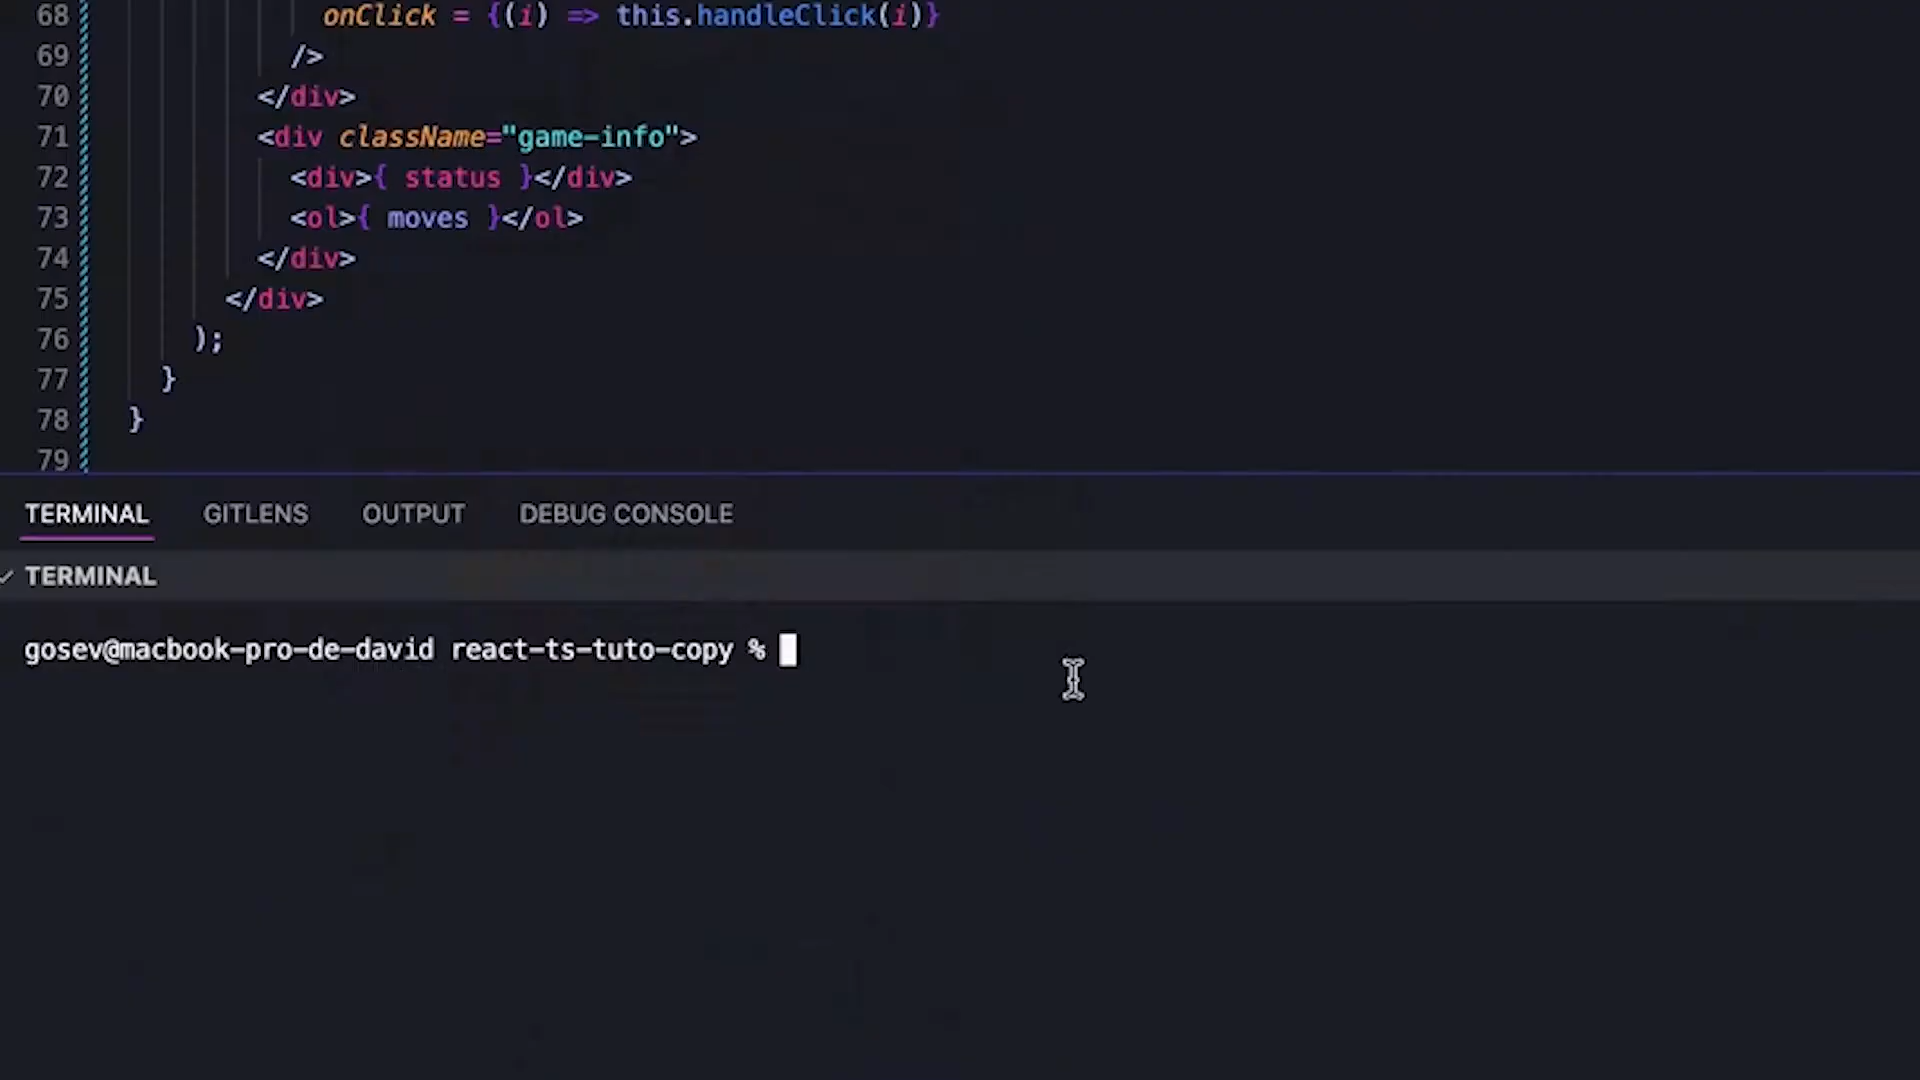 68 onClick = {(i) => this.handleClick(i)}
69 />
70 </div>
71 <div className="game-info">
72 <div>{ status }</div>
73 <ol>{ moves }</ol>
74 </div>
75 </div>
76 );
77 }
78 }
79
TERMINAL GITLENS OUTPUT DEBUG CONSOLE
TERMINAL
gosev@macbook-pro-de-david react-ts-tuto-copy %